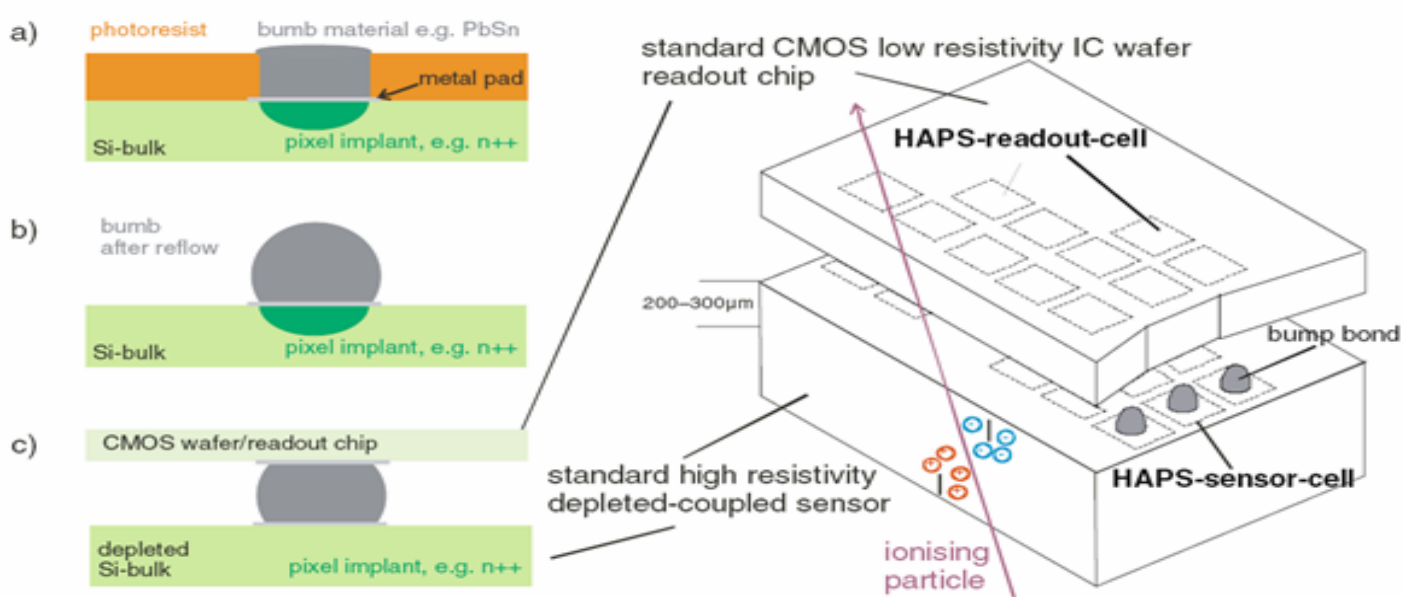 a)
photoresist
bumb material e.g. PbSn
metal pad
Si-bulk
pixel implant, e.g. n++
b)
bumb
after reflow
Si-bulk
pixel implant, e.g. n++
c)
CMOS wafer/readout chip
depleted
Si-bulk
pixel implant, e.g. n++
standard CMOS low resistivity IC wafer
readout chip
HAPS-readout-cell
200–300µm
bump bond
HAPS-sensor-cell
standard high resistivity
depleted-coupled sensor
ionising
particle